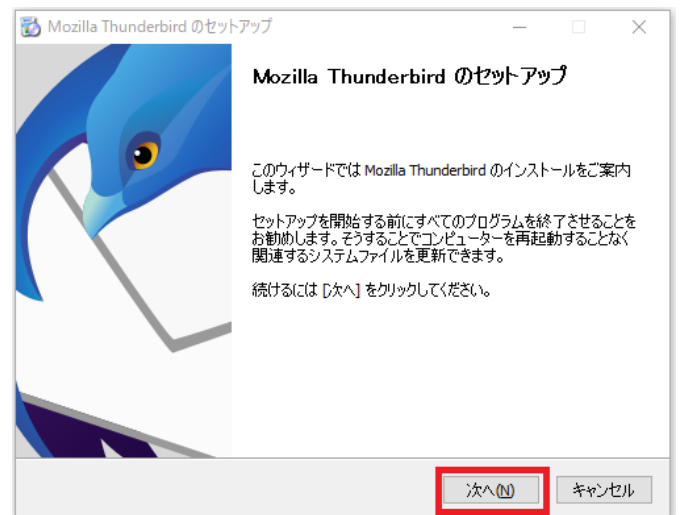 Mozilla Thunderbird のセットアップ
Mozilla Thunderbird のセットアップ
このウィザードでは Mozilla Thunderbird のインストールをご案内
します。
セットアップを開始する前にすべてのプログラムを終了させることを
お勧めします。そうすることでコンピューターを再起動することなく
関連するシステムファイルを更新できます。
続けるには [次へ] をクリックしてください。
次へ(N)
キャンセル